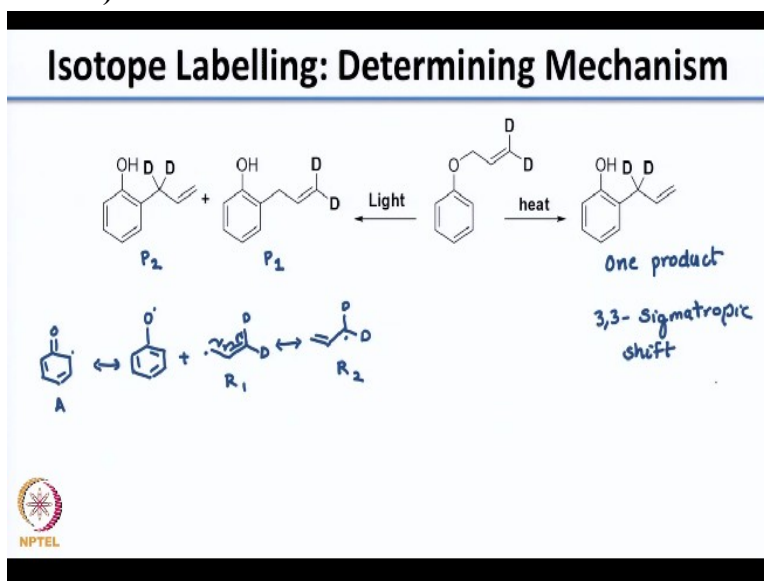 Isotope Labelling: Determining Mechanism
OH D D
+
OH
D
D
Light
O
D
D
heat
OH D D
P2
P1
One product
3,3- Sigmatropic
shift
O
A
O
+
D
D
R1
D
D
R2
NPTEL